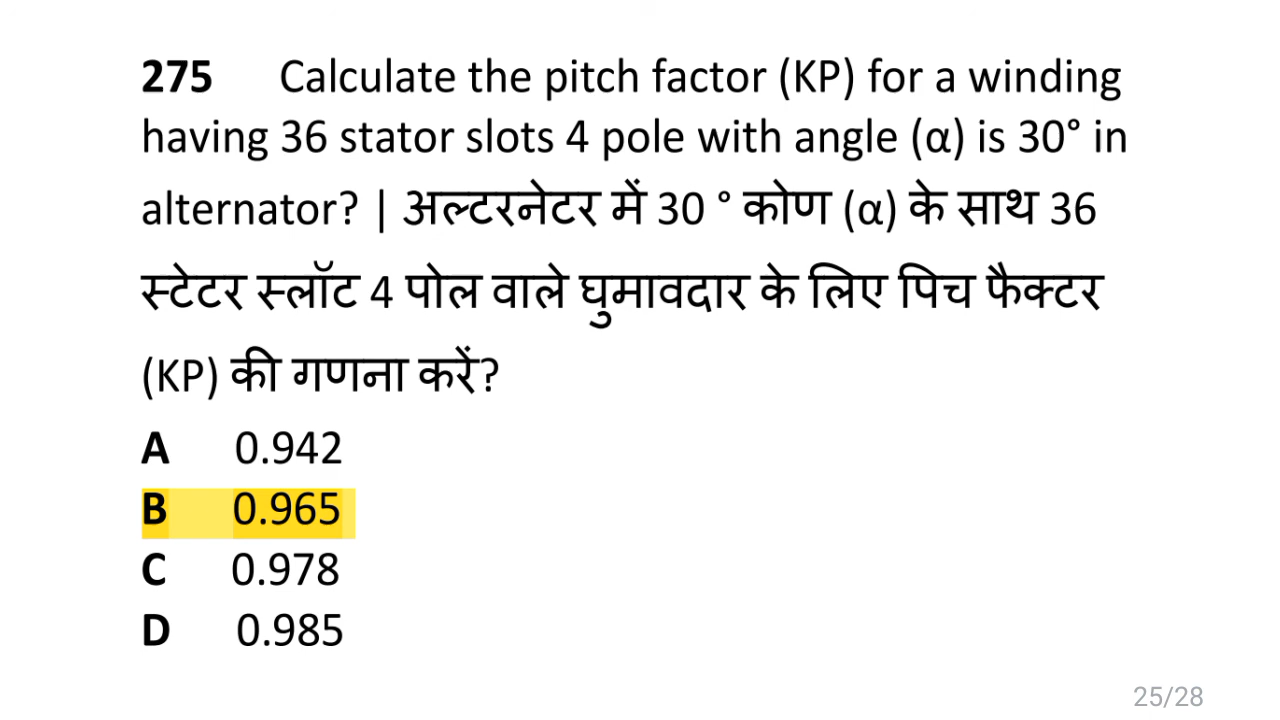 275 Calculate the pitch factor (KP) for a winding
having 36 stator slots 4 pole with angle (α) is 30° in
alternator? | अल्टरनेटर में 30 ° कोण (α) के साथ 36
स्टेटर स्लॉट 4 पोल वाले घुमावदार के लिए पिच फैक्टर
(KP) की गणना करें?
A 0.942
B 0.965
C 0.978
D 0.985
25/28